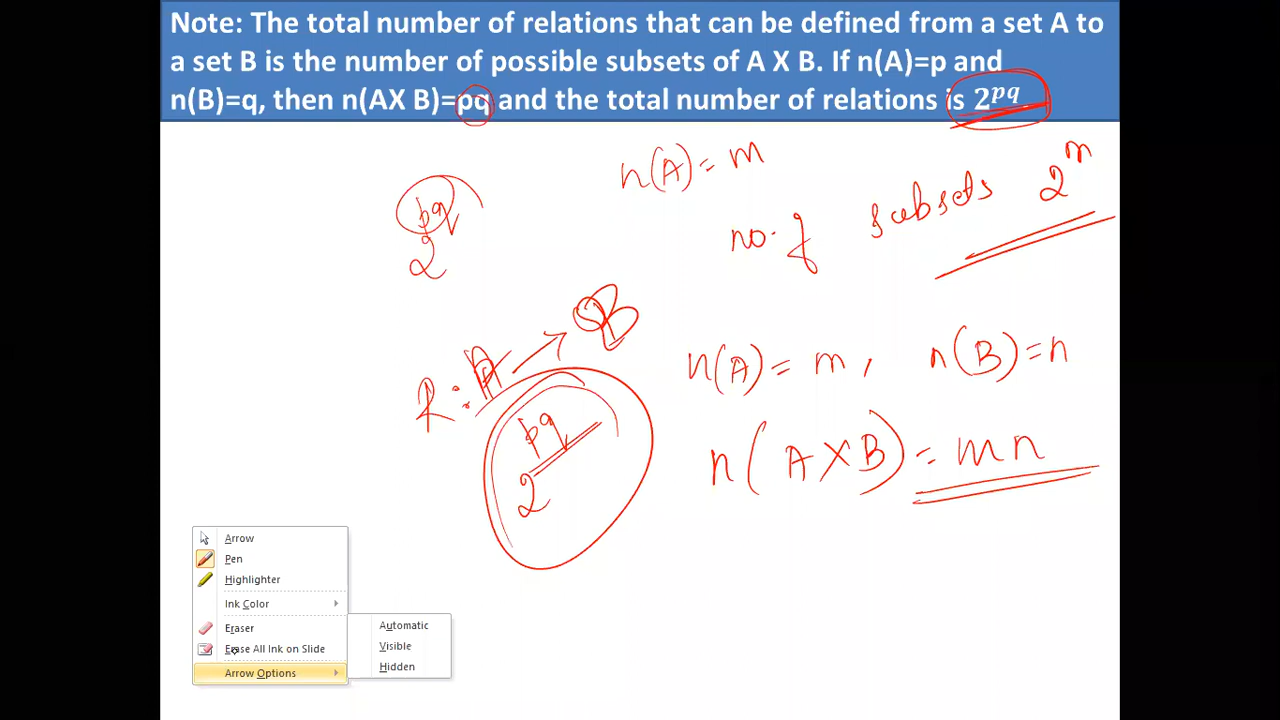 Note: The total number of relations that can be defined from a set A to
a set B is the number of possible subsets of A X B. If n(A)=p and
n(B)=q, then n(AX B)=pq and the total number of relations is 2^pq
n(A) = m
no. of subsets 2^m
2^pq
R : A → B
2^pq
n(A) = m, n(B) = n
n(A×B) = mn
Arrow
Pen
Highlighter
Ink Color
Eraser
Erase All Ink on Slide
Arrow Options
Automatic
Visible
Hidden